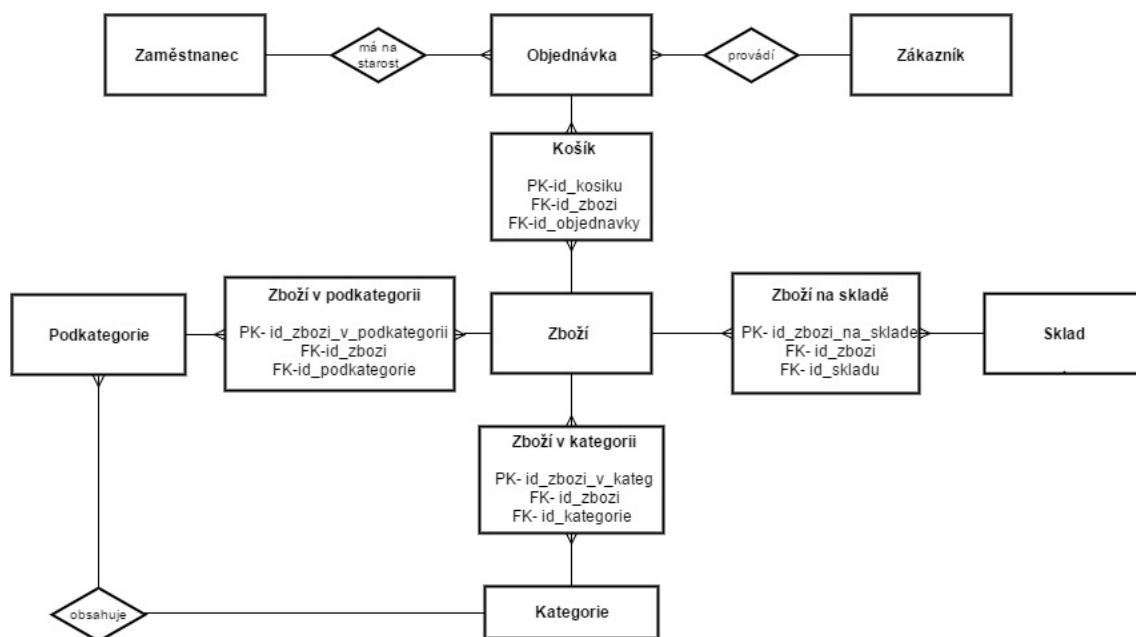 Zaměstnanec
má na
starost
Objednávka
provádí
Zákazník
Košík
PK-id_kosiku
FK-id_zbozi
FK-id_objednavky
Podkategorie
Zboží v podkategorii
PK- id_zbozi_v_podkategorii
FK-id_zbozi
FK-id_podkategorie
Zboží
Zboží na skladě
PK- id_zbozi_na_sklade
FK- id_zbozi
FK- id_skladu
Sklad
Zboží v kategorii
PK- id_zbozi_v_kateg
FK- id_zbozi
FK- id_kategorie
obsahuje
Kategorie